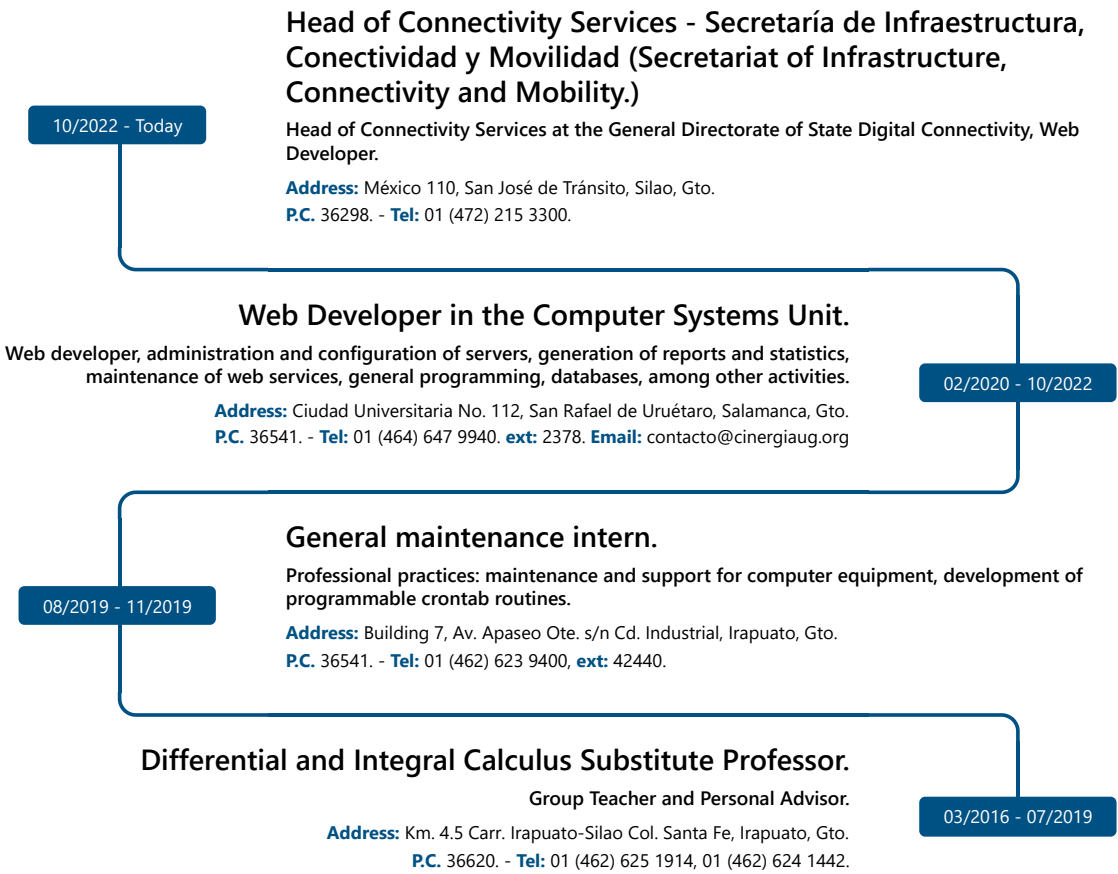 Head of Connectivity Services - Secretaría de Infraestructura,
Conectividad y Movilidad (Secretariat of Infrastructure,
Connectivity and Mobility.)
10/2022 - Today
Head of Connectivity Services at the General Directorate of State Digital Connectivity, Web
Developer.
Address: México 110, San José de Tránsito, Silao, Gto.
P.C. 36298. - Tel: 01 (472) 215 3300.
Web Developer in the Computer Systems Unit.
Web developer, administration and configuration of servers, generation of reports and statistics,
maintenance of web services, general programming, databases, among other activities.
02/2020 - 10/2022
Address: Ciudad Universitaria No. 112, San Rafael de Uruétaro, Salamanca, Gto.
P.C. 36541. - Tel: 01 (464) 647 9940. ext: 2378. Email: contacto@cinergiaug.org
General maintenance intern.
Professional practices: maintenance and support for computer equipment, development of
programmable crontab routines.
08/2019 - 11/2019
Address: Building 7, Av. Apaseo Ote. s/n Cd. Industrial, Irapuato, Gto.
P.C. 36541. - Tel: 01 (462) 623 9400, ext: 42440.
Differential and Integral Calculus Substitute Professor.
Group Teacher and Personal Advisor.
03/2016 - 07/2019
Address: Km. 4.5 Carr. Irapuato-Silao Col. Santa Fe, Irapuato, Gto.
P.C. 36620. - Tel: 01 (462) 625 1914, 01 (462) 624 1442.